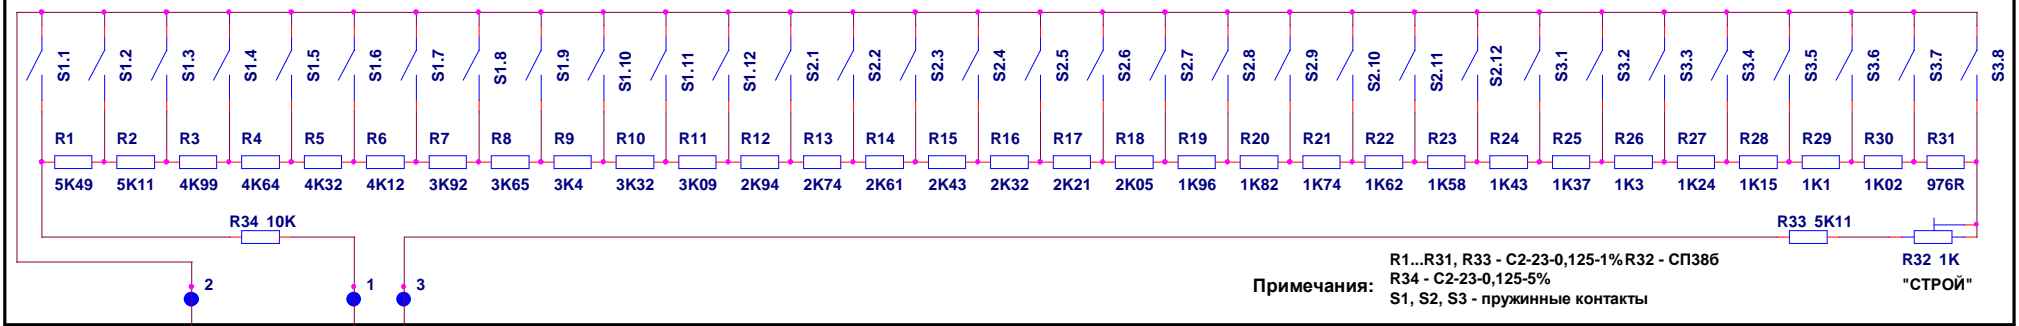 S1.1 S1.2 S1.3 S1.4 S1.5 S1.6 S1.7 S1.8 S1.9 S1.10 S1.11 S1.12 S2.1 S2.2 S2.3 S2.4 S2.5 S2.6 S2.7 S2.8 S2.9 S2.10 S2.11 S2.12 S3.1 S3.2 S3.3 S3.4 S3.5 S3.6 S3.7 S3.8
R1 R2 R3 R4 R5 R6 R7 R8 R9 R10 R11 R12 R13 R14 R15 R16 R17 R18 R19 R20 R21 R22 R23 R24 R25 R26 R27 R28 R29 R30 R31
5K49 5K11 4K99 4K64 4K32 4K12 3K92 3K65 3K4 3K32 3K09 2K94 2K74 2K61 2K43 2K32 2K21 2K05 1K96 1K82 1K74 1K62 1K58 1K43 1K37 1K3 1K24 1K15 1K1 1K02 976R
R34 10K R33 5K11
R32 1K
"СТРОЙ"
2 1 3
Примечания:
R1...R31, R33 - С2-23-0,125-1% R32 - СП38б
R34 - С2-23-0,125-5%
S1, S2, S3 - пружинные контакты